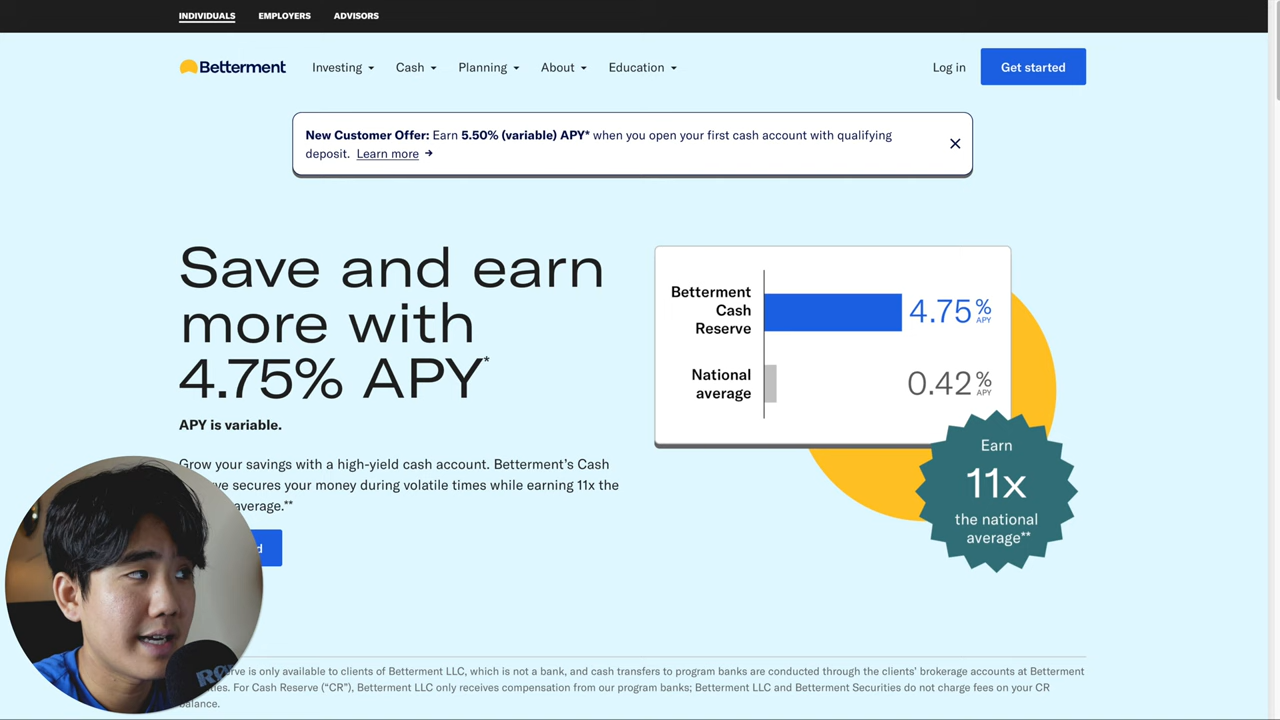 INDIVIDUALS EMPLOYERS ADVISORS
Betterment Investing Cash Planning About Education Log in Get started
New Customer Offer: Earn 5.50% (variable) APY* when you open your first cash account with qualifying
deposit. Learn more →
Save and earn
more with
4.75% APY*
APY is variable.
Grow your savings with a high-yield cash account. Betterment's Cash
secures your money during volatile times while earning 11x the
average.**
Betterment
Cash
Reserve
4.75% APY
National
average
0.42% APY
Earn
11x
the national
average**
is only available to clients of Betterment LLC, which is not a bank, and cash transfers to program banks are conducted through the clients' brokerage accounts at Betterment
For Cash Reserve ("CR"), Betterment LLC only receives compensation from our program banks; Betterment LLC and Betterment Securities do not charge fees on your CR
balance.